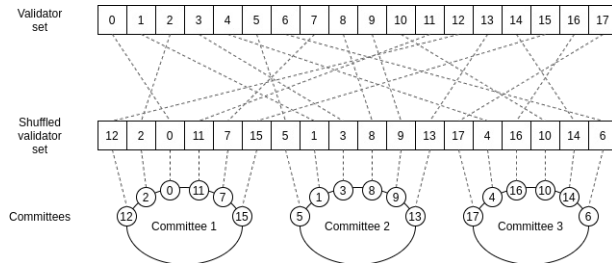 Validator set
0 1 2 3 4 5 6 7 8 9 10 11 12 13 14 15 16 17
Shuffled validator set
12 2 0 11 7 15 5 1 3 8 9 13 17 4 16 10 14 6
Committees
12 2 0 11 7 15
5 1 3 8 9 13
17 4 16 10 14 6
Committee 1
Committee 2
Committee 3